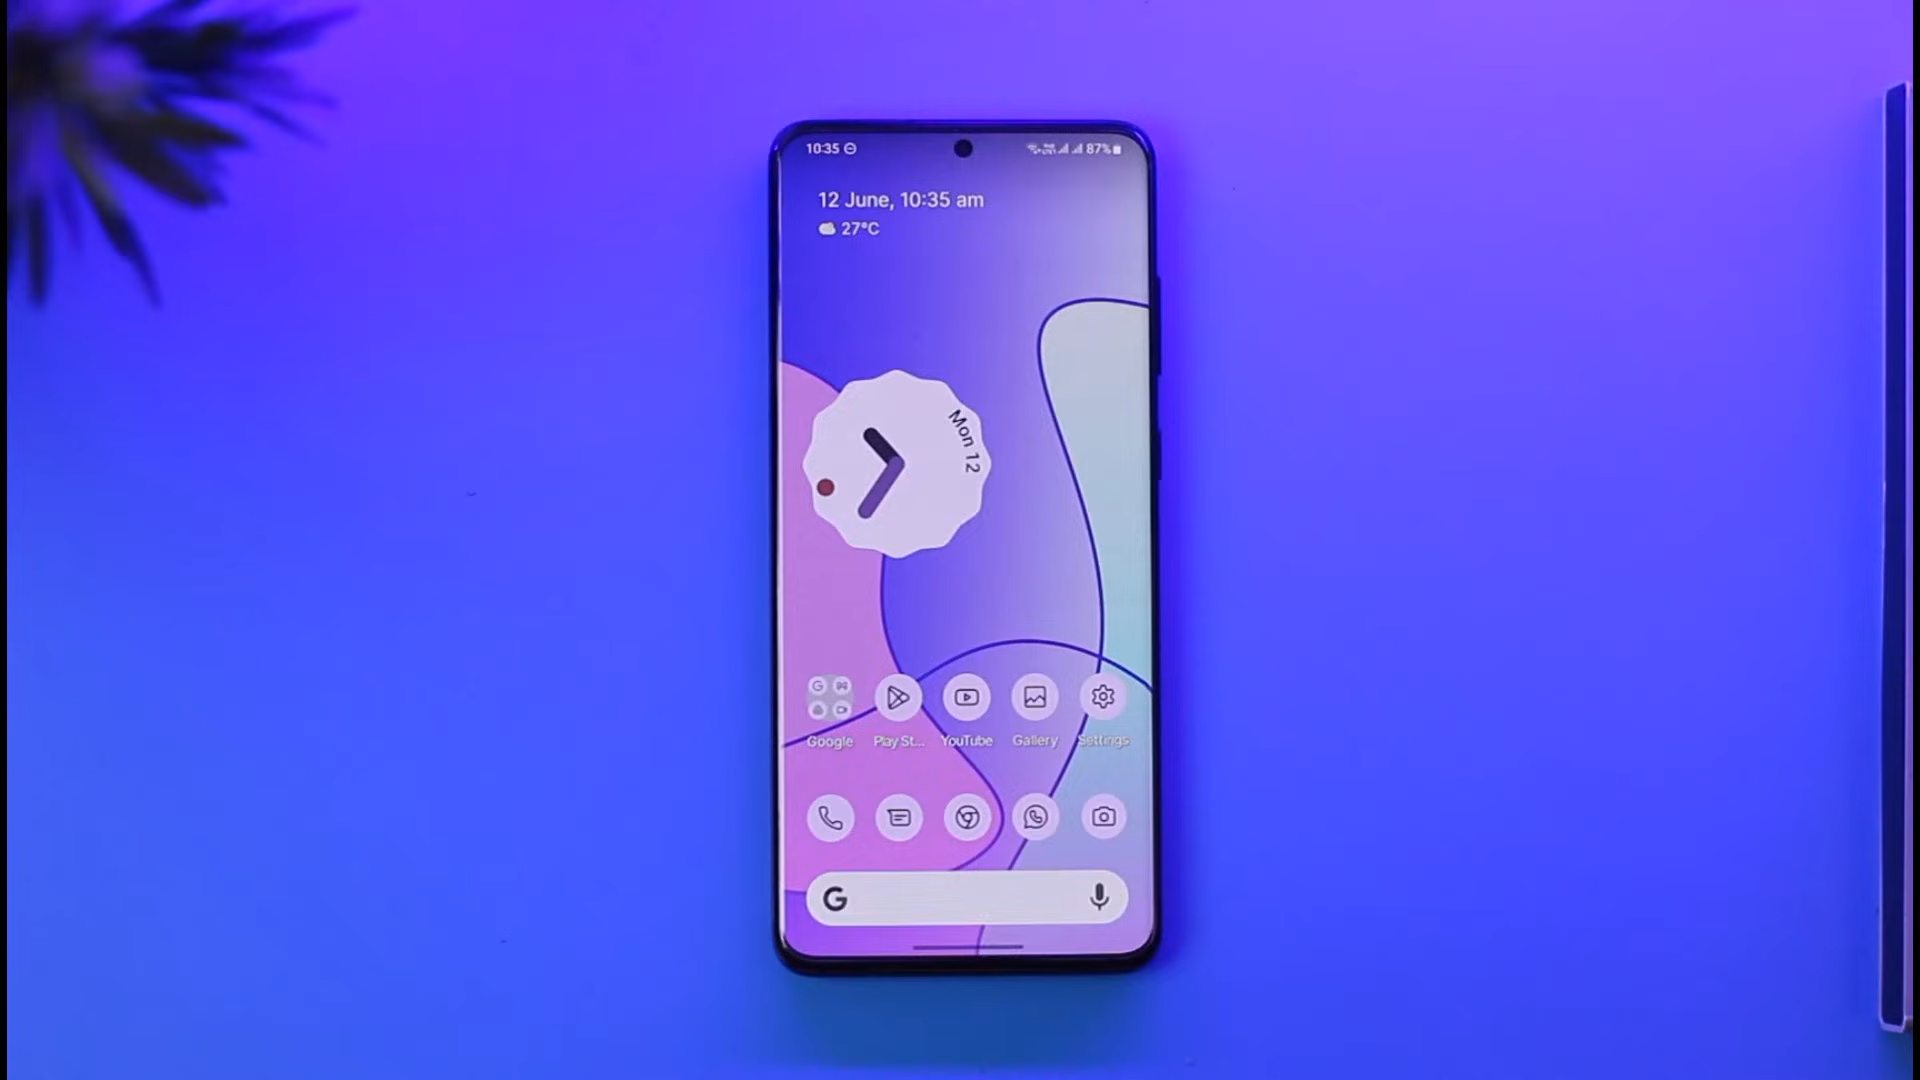 10:35 87%
12 June, 10:35 am
27°C
Mon 12
Google Play St... YouTube Gallery Settings
G